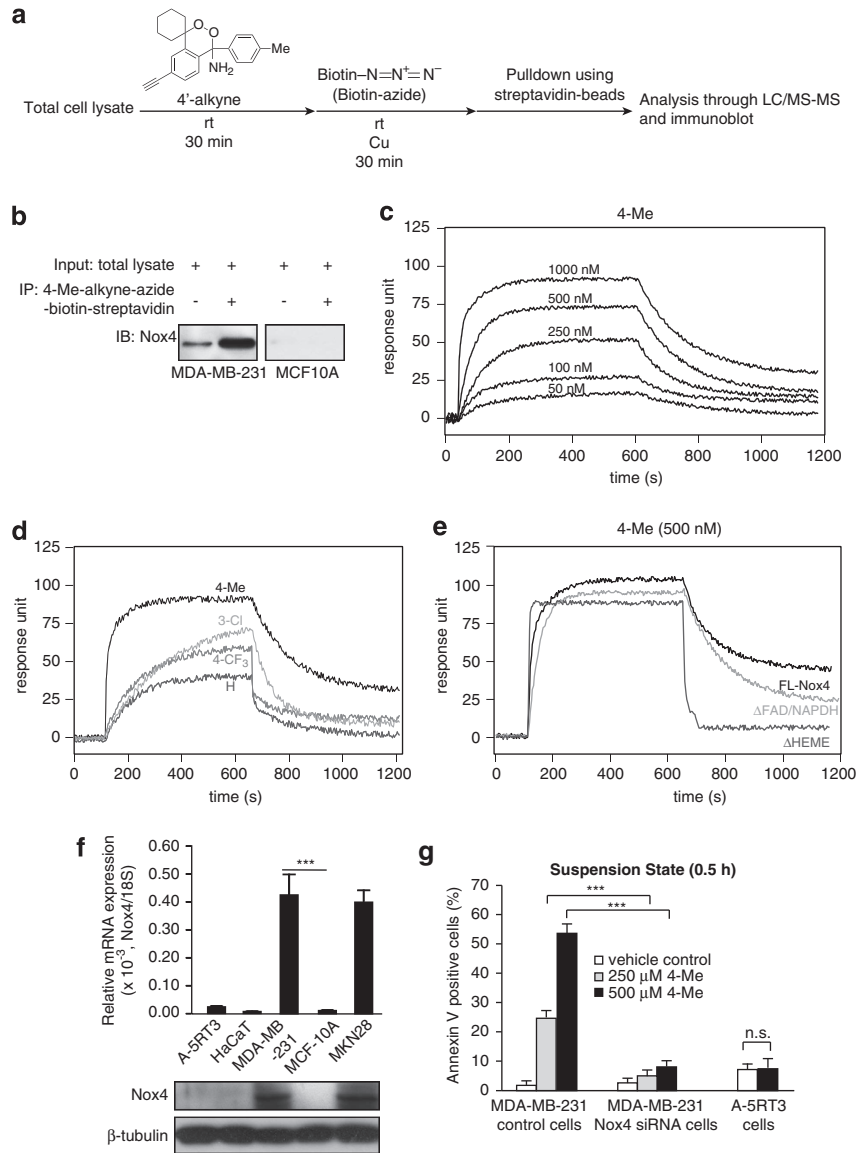 a
O
O
Me
NH₂
Total cell lysate
4'-alkyne
rt
30 min
Biotin–N=N⁺=N⁻
(Biotin-azide)
rt
Cu
30 min
Pulldown using
streptavidin-beads
Analysis through LC/MS-MS
and immunoblot
b
Input: total lysate + + + +
IP: 4-Me-alkyne-azide
-biotin-streptavidin - + - +
IB: Nox4
MDA-MB-231 MCF10A
c
4-Me
125
100
75
50
25
0
response unit
1000 nM
500 nM
250 nM
100 nM
50 nM
0 200 400 600 800 1000 1200
time (s)
d
125
100
75
50
25
0
response unit
4-Me
3-Cl
4-CF₃
H
0 200 400 600 800 1000 1200
time (s)
e
4-Me (500 nM)
125
100
75
50
25
0
response unit
FL-Nox4
ΔFAD/NAPDH
ΔHEME
0 200 400 600 800 1000 1200
time (s)
f
Relative mRNA expression
(x 10⁻³, Nox4/18S)
0.60
0.40
0.30
0.20
0.10
0.00
***
A-5RT3
HaCaT
MDA-MB
-231
MCF-10A
MKN28
Nox4
β-tubulin
g
Suspension State (0.5 h)
Annexin V positive cells (%)
70
60
50
40
30
20
10
0
***
***
vehicle control
250 μM 4-Me
500 μM 4-Me
n.s.
MDA-MB-231
control cells
MDA-MB-231
Nox4 siRNA cells
A-5RT3
cells